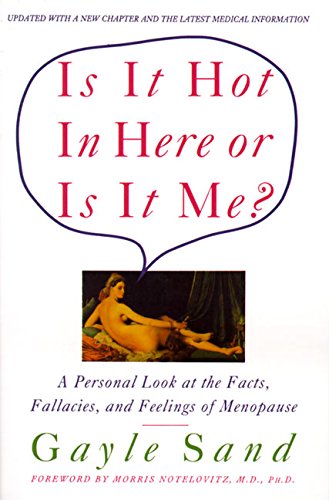 UPDATED WITH A NEW CHAPTER AND THE LATEST MEDICAL INFORMATION
Is It Hot
In Here or
Is It Me?
A Personal Look at the Facts,
Fallacies, and Feelings of Menopause
Gayle Sand
FOREWORD BY MORRIS NOTELOVITZ, M.D., PH.D.